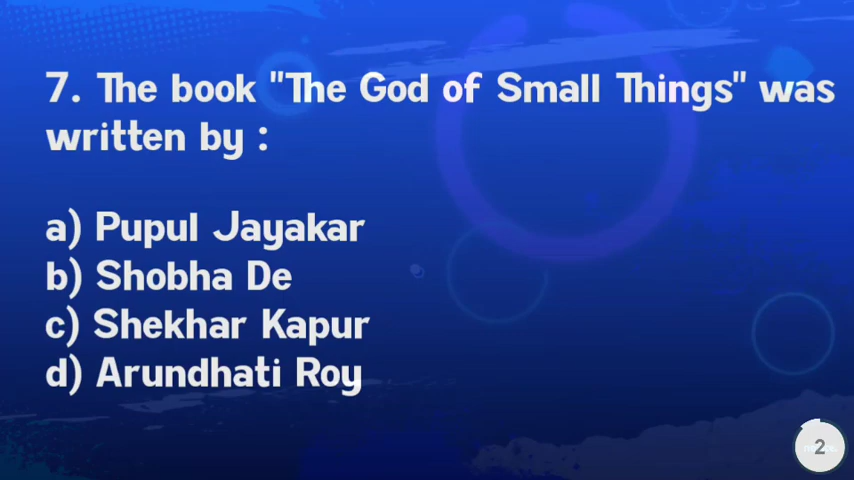 7. The book "The God of Small Things" was
written by :
a) Pupul Jayakar
b) Shobha De
c) Shekhar Kapur
d) Arundhati Roy
2